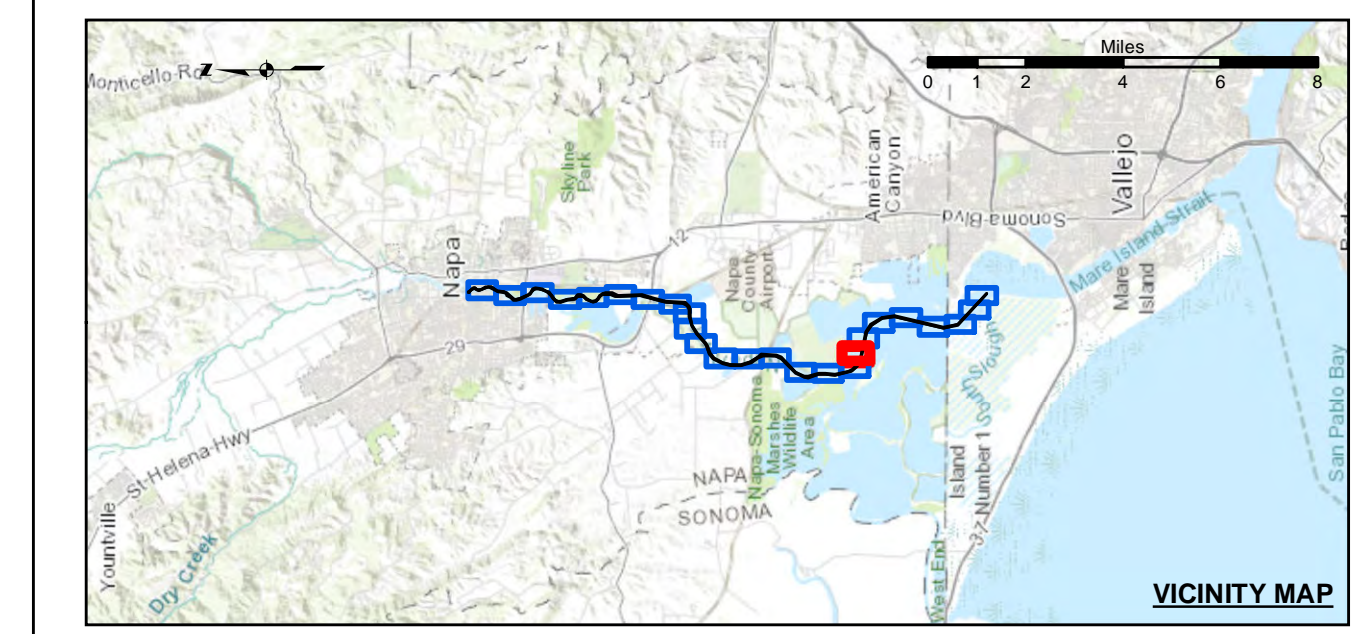 Monticello Rd
Z
Miles
0 1 2 4 6 8
Skyline
Park
American
Canyon
Vallejo
Sonoma Blvd
Mare Island Strait
12
Napa
Napa
County
Airport
Mare
Island
29
South Slough
San Pablo Bay
St Helena Hwy
Napa-Sonoma
Marshes
Wildlife
Area
NAPA
SONOMA
Island
Number 1
37
Yountville
Dry Creek
West End
VICINITY MAP